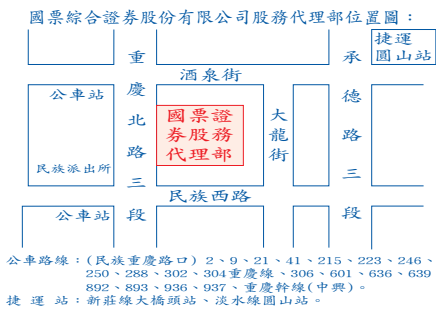 國票綜合證券股份有限公司股務代理部位置圖：
捷運
圓山站
重慶北路三段
承德路三段
酒泉街
公車站
國票證
券股務
代理部
大龍街
民族派出所
民族西路
公車站
公車路線：(民族重慶路口) 2、9、21、41、215、223、246、
250、288、302、304重慶線、306、601、636、639
892、893、936、937、重慶幹線(中興)。
捷 運 站：新莊線大橋頭站、淡水線圓山站。